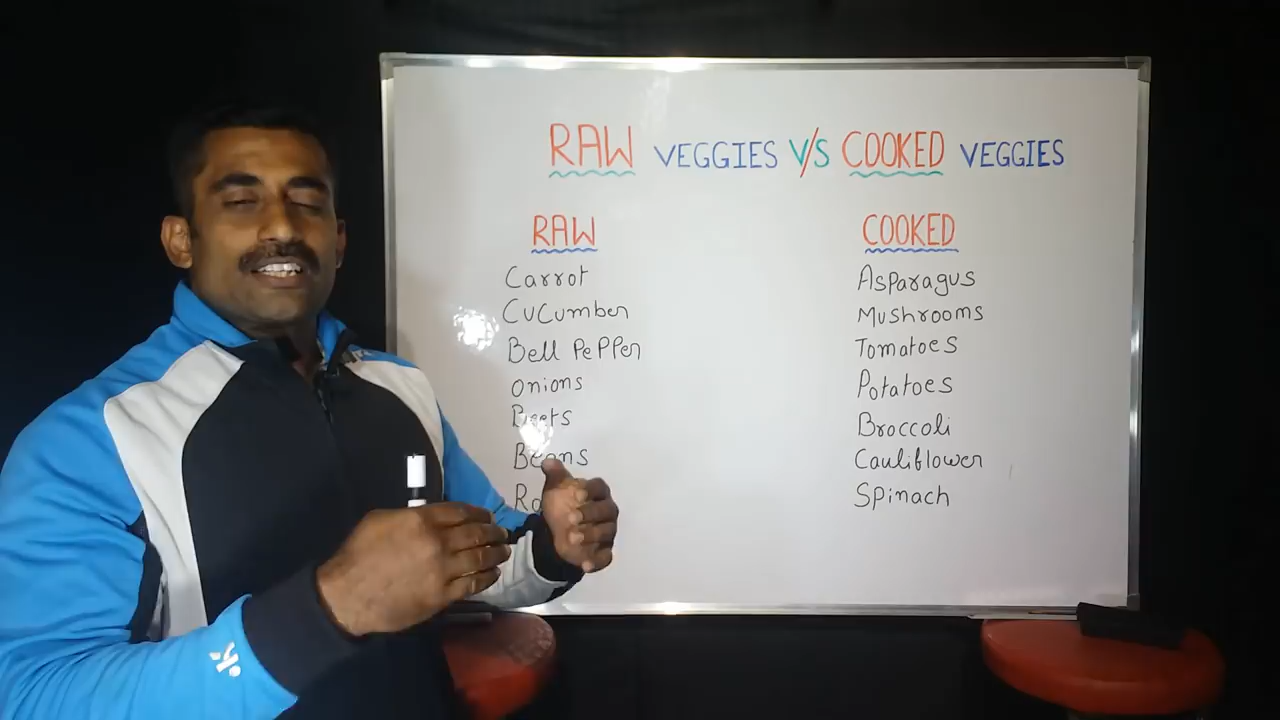 RAW VEGGIES V/S COOKED VEGGIES
RAW
Carrot
Cucumber
Bell Pepper
Onions
Beets
Beans
COOKED
Asparagus
Mushrooms
Tomatoes
Potatoes
Broccoli
Cauliflower
Spinach